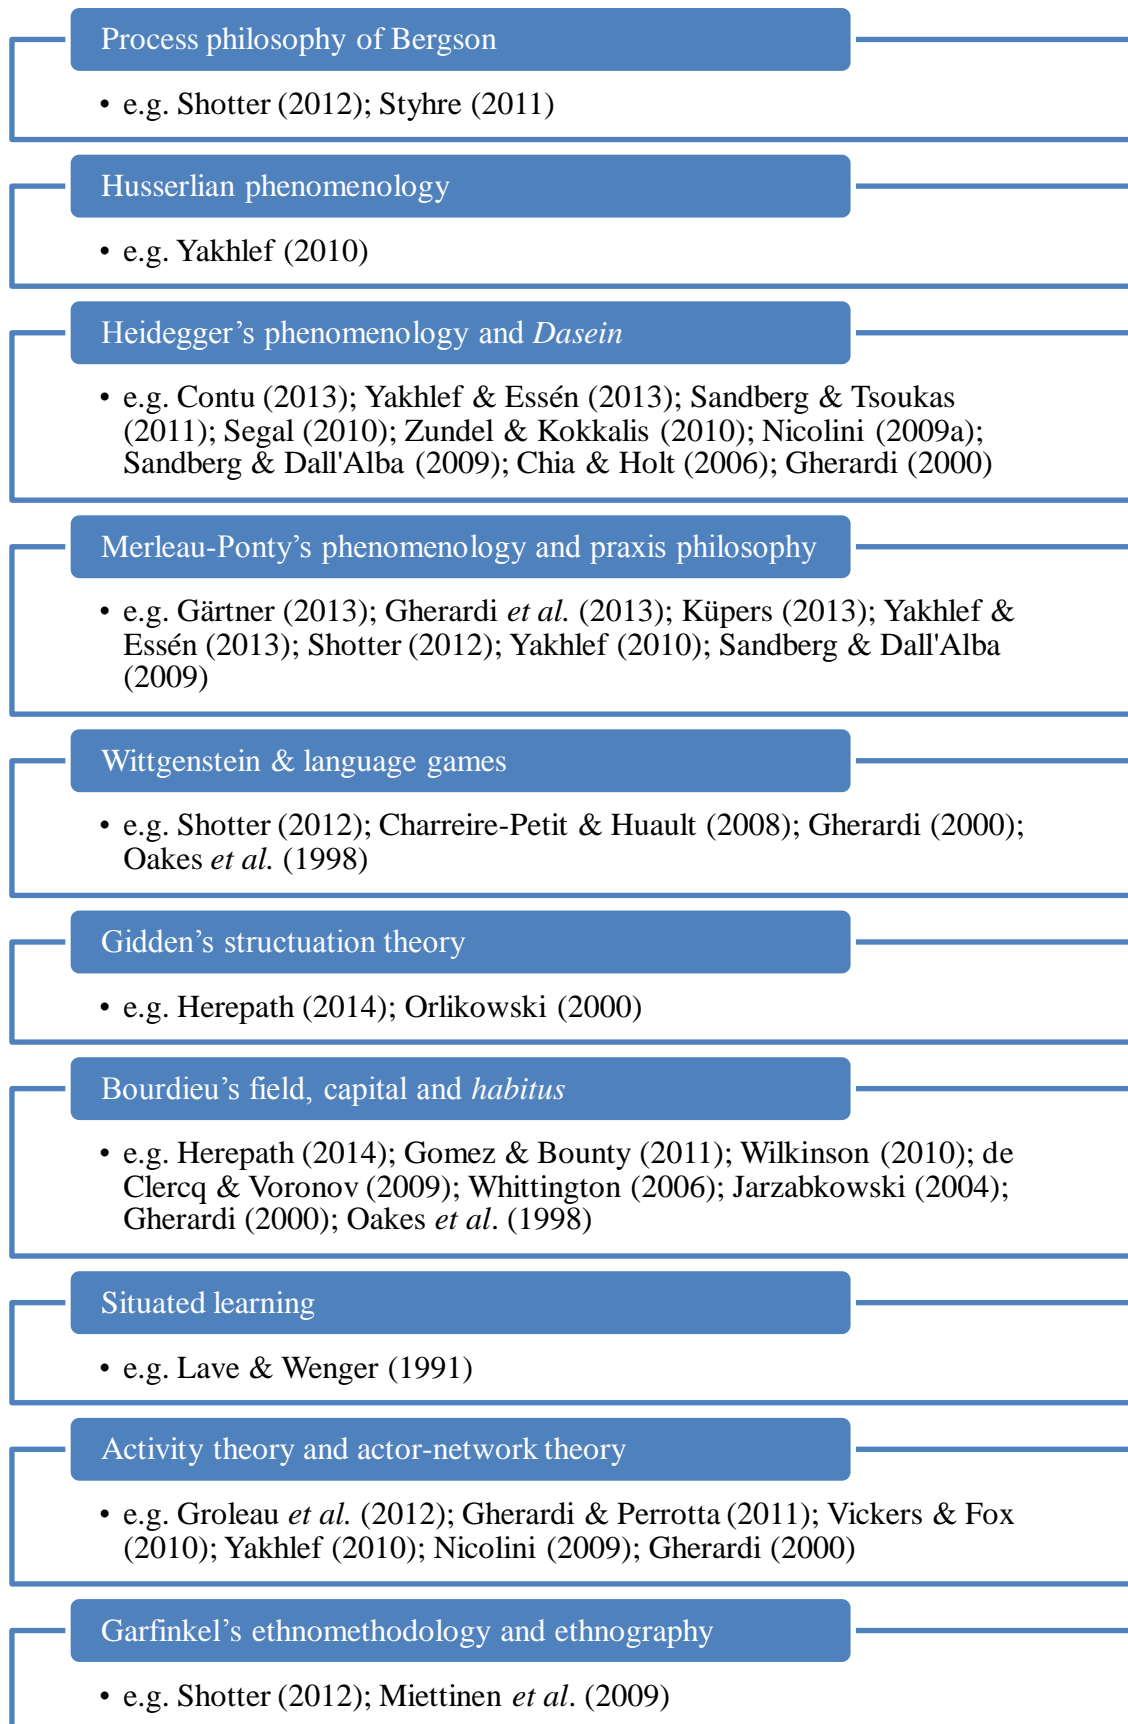 Process philosophy of Bergson
• e.g. Shotter (2012); Styhre (2011)
Husserlian phenomenology
• e.g. Yakhlef (2010)
Heidegger’s phenomenology and Dasein
• e.g. Contu (2013); Yakhlef & Essén (2013); Sandberg & Tsoukas
(2011); Segal (2010); Zundel & Kokkalis (2010); Nicolini (2009a);
Sandberg & Dall'Alba (2009); Chia & Holt (2006); Gherardi (2000)
Merleau-Ponty’s phenomenology and praxis philosophy
• e.g. Gärtner (2013); Gherardi et al. (2013); Küpers (2013); Yakhlef &
Essén (2013); Shotter (2012); Yakhlef (2010); Sandberg & Dall'Alba
(2009)
Wittgenstein & language games
• e.g. Shotter (2012); Charreire-Petit & Huault (2008); Gherardi (2000);
Oakes et al. (1998)
Gidden’s structuation theory
• e.g. Herepath (2014); Orlikowski (2000)
Bourdieu’s field, capital and habitus
• e.g. Herepath (2014); Gomez & Bounty (2011); Wilkinson (2010); de
Clercq & Voronov (2009); Whittington (2006); Jarzabkowski (2004);
Gherardi (2000); Oakes et al. (1998)
Situated learning
• e.g. Lave & Wenger (1991)
Activity theory and actor-network theory
• e.g. Groleau et al. (2012); Gherardi & Perrotta (2011); Vickers & Fox
(2010); Yakhlef (2010); Nicolini (2009); Gherardi (2000)
Garfinkel’s ethnomethodology and ethnography
• e.g. Shotter (2012); Miettinen et al. (2009)